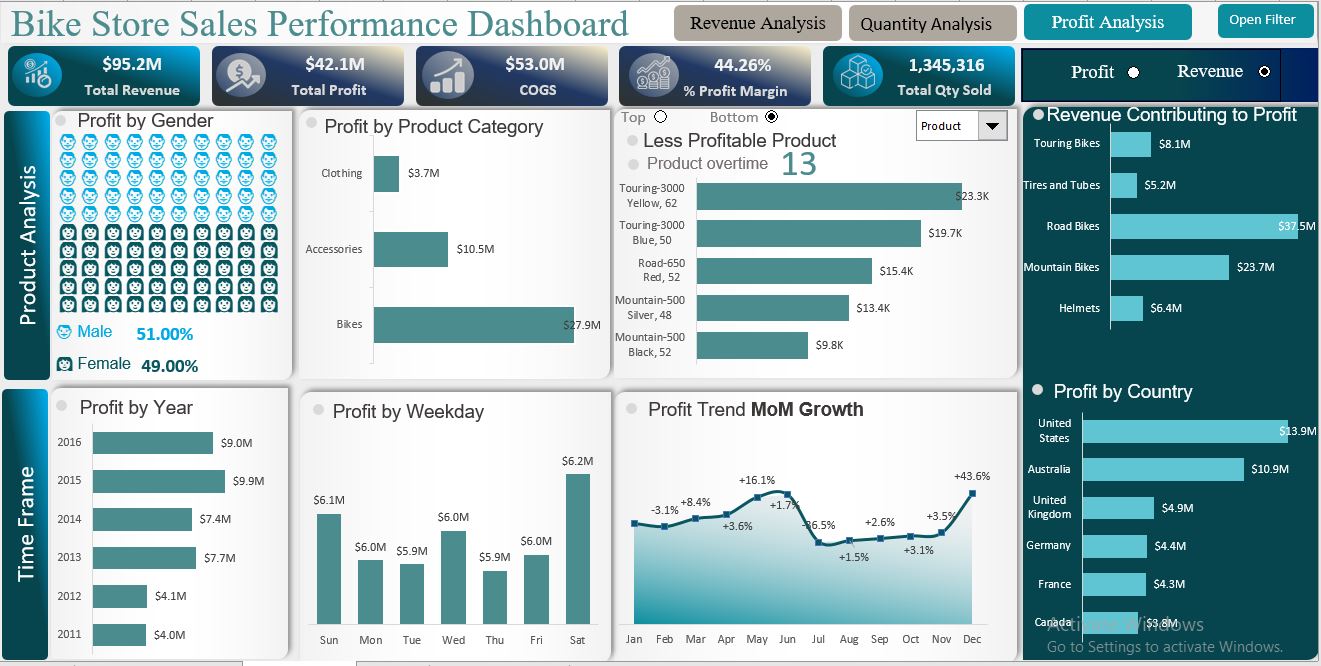 Bike Store Sales Performance Dashboard
Revenue Analysis
Quantity Analysis
Profit Analysis
Open Filter
$95.2M
Total Revenue
$42.1M
Total Profit
$53.0M
COGS
44.26%
% Profit Margin
1,345,316
Total Qty Sold
Profit
Revenue
Product Analysis
Profit by Gender
Male 51.00%
Female 49.00%
Profit by Product Category
Clothing $3.7M
Accessories $10.5M
Bikes $27.9M
Top
Bottom
Product
Less Profitable Product
Product overtime 13
Touring-3000
Yellow, 62
$23.3K
Touring-3000
Blue, 50
$19.7K
Road-650
Red, 52
$15.4K
Mountain-500
Silver, 48
$13.4K
Mountain-500
Black, 52
$9.8K
Revenue Contributing to Profit
Touring Bikes $8.1M
Tires and Tubes $5.2M
Road Bikes $37.5M
Mountain Bikes $23.7M
Helmets $6.4M
Time Frame
Profit by Year
2016 $9.0M
2015 $9.9M
2014 $7.4M
2013 $7.7M
2012 $4.1M
2011 $4.0M
Profit by Weekday
$6.1M $6.0M $5.9M $6.0M $5.9M $6.0M $6.2M
Sun Mon Tue Wed Thu Fri Sat
Profit Trend MoM Growth
-3.1% +8.4% +3.6% +16.1% +1.7% -36.5% +1.5% +2.6% +3.1% +3.5% +43.6%
Jan Feb Mar Apr May Jun Jul Aug Sep Oct Nov Dec
Profit by Country
United
States
$13.9M
Australia $10.9M
United
Kingdom
$4.9M
Germany $4.4M
France $4.3M
Canada $3.8M
Activate Windows
Go to Settings to activate Windows.